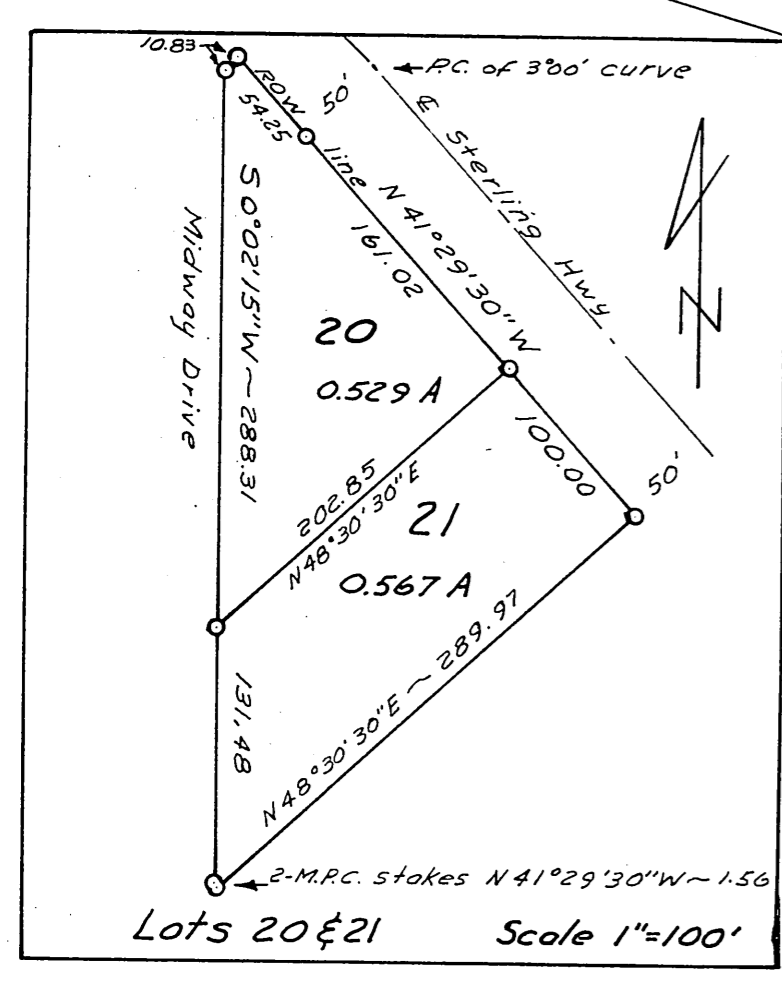 10.83
P.C. of 3°00' curve
ROW line
54.25
50'
℄ Sterling Hwy.
N 41°29'30" W
161.02
S 0°02'15" W ~ 288.31
Midway Drive
20
0.529 A
N
100.00
50'
202.85
N 48°30'30" E
21
0.567 A
N 48°30'30" E ~ 289.97
131.48
2-M.P.C. stakes N 41°29'30" W ~ 1.56
Lots 20 & 21
Scale 1"=100'